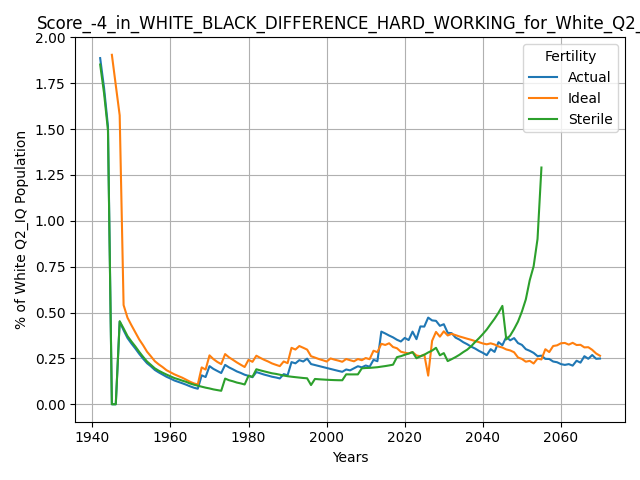 Score_-4_in_WHITE_BLACK_DIFFERENCE_HARD_WORKING_for_White_Q2_
2.00
1.75
1.50
1.25
1.00
0.75
0.50
0.25
0.00
% of White Q2_IQ Population
Fertility
Actual
Ideal
Sterile
1940
1960
1980
2000
2020
2040
2060
Years